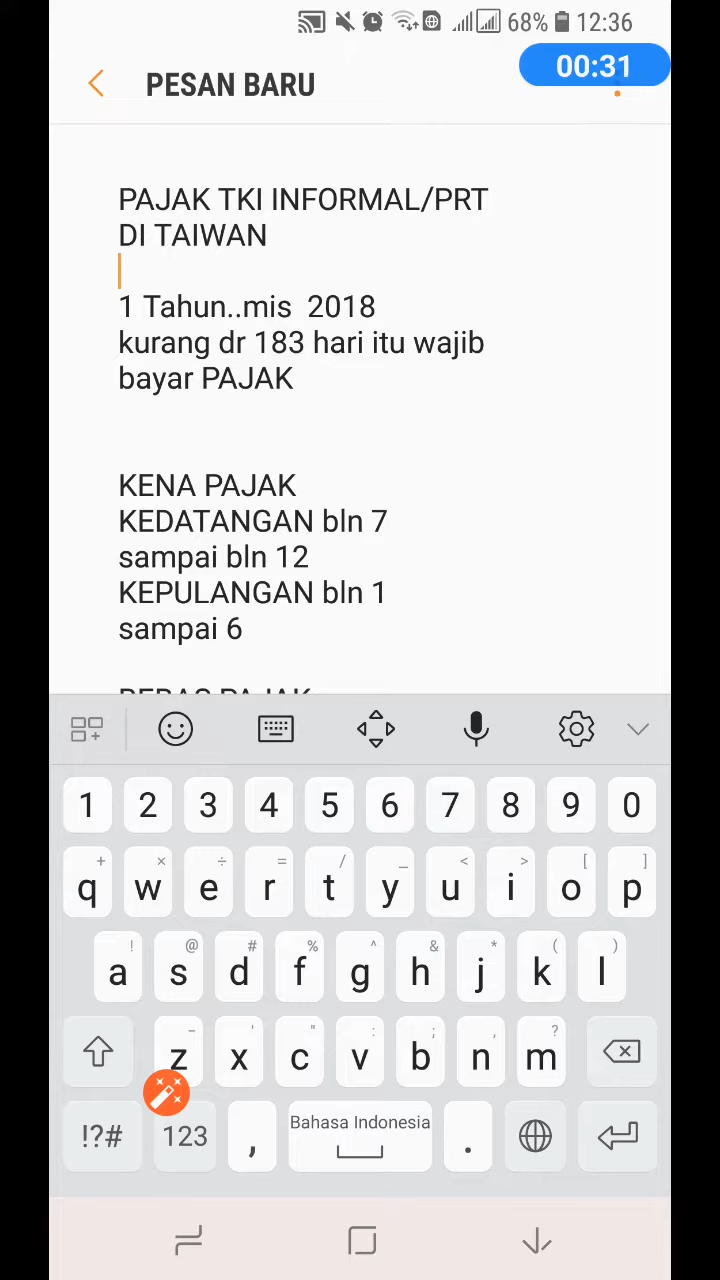 68% 12:36
PESAN BARU
00:31
PAJAK TKI INFORMAL/PRT
DI TAIWAN
1 Tahun..mis  2018
kurang dr 183 hari itu wajib
bayar PAJAK
KENA PAJAK
KEDATANGAN bln 7
sampai bln 12
KEPULANGAN bln 1
sampai 6
1 2 3 4 5 6 7 8 9 0
+ × ÷ = / _ < > [ ]
q w e r t y u i o p
! @ # % ^ & * ( )
a s d f g h j k l
- ' " : ; , ?
z x c v b n m
!?# 123 , Bahasa Indonesia .